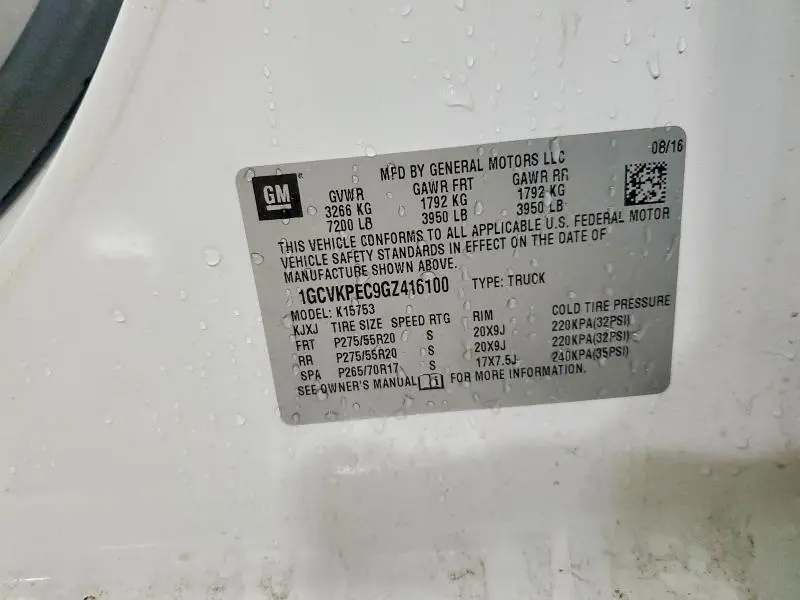 MFD BY GENERAL MOTORS LLC 08/16
GM
GVWR GAWR FRT GAWR RR
3266 KG 1792 KG 1792 KG
7200 LB 3950 LB 3950 LB
THIS VEHICLE CONFORMS TO ALL APPLICABLE U.S. FEDERAL MOTOR
VEHICLE SAFETY STANDARDS IN EFFECT ON THE DATE OF
MANUFACTURE SHOWN ABOVE.
1GCVKPEC9GZ416100 TYPE: TRUCK
MODEL: K15753
KJXJ TIRE SIZE SPEED RTG RIM COLD TIRE PRESSURE
FRT P275/55R20 S 20X9J 220KPA(32PSI)
RR P275/55R20 S 20X9J 220KPA(32PSI)
SPA P265/70R17 S 17X7.5J 240KPA(35PSI)
SEE OWNER'S MANUAL FOR MORE INFORMATION.